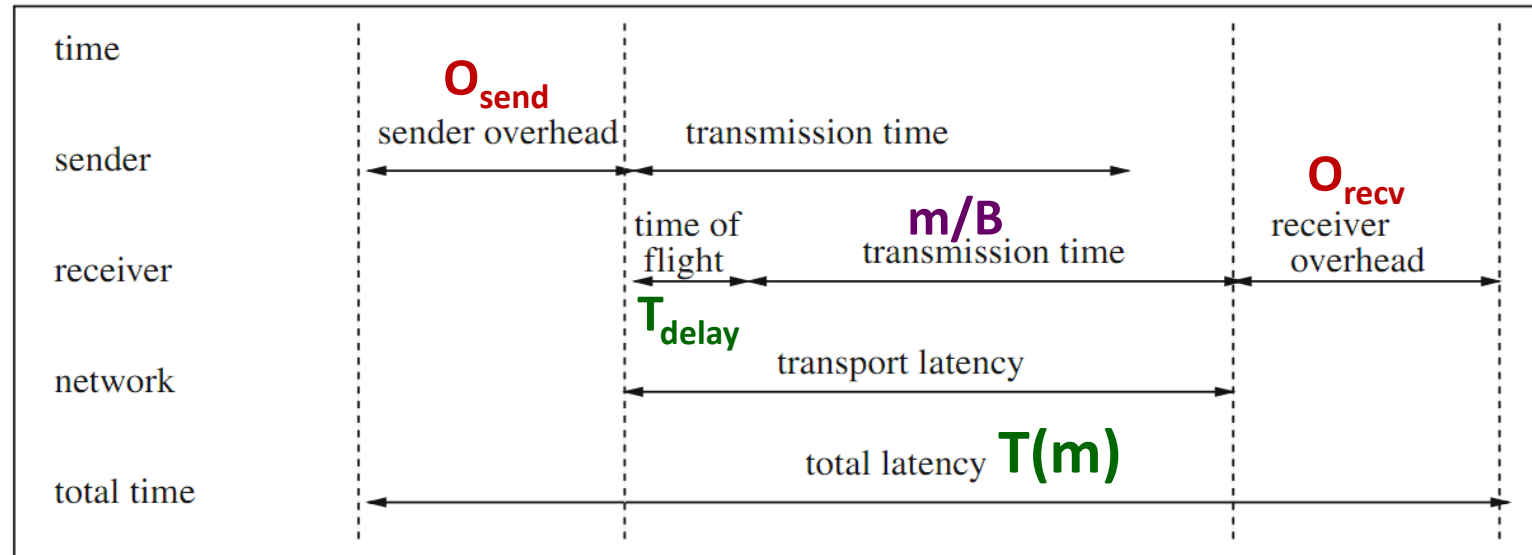 time
O_send
sender overhead
transmission time
sender
O_recv
time of
flight
m/B
transmission time
receiver
overhead
receiver
T_delay
transport latency
network
total latency T(m)
total time